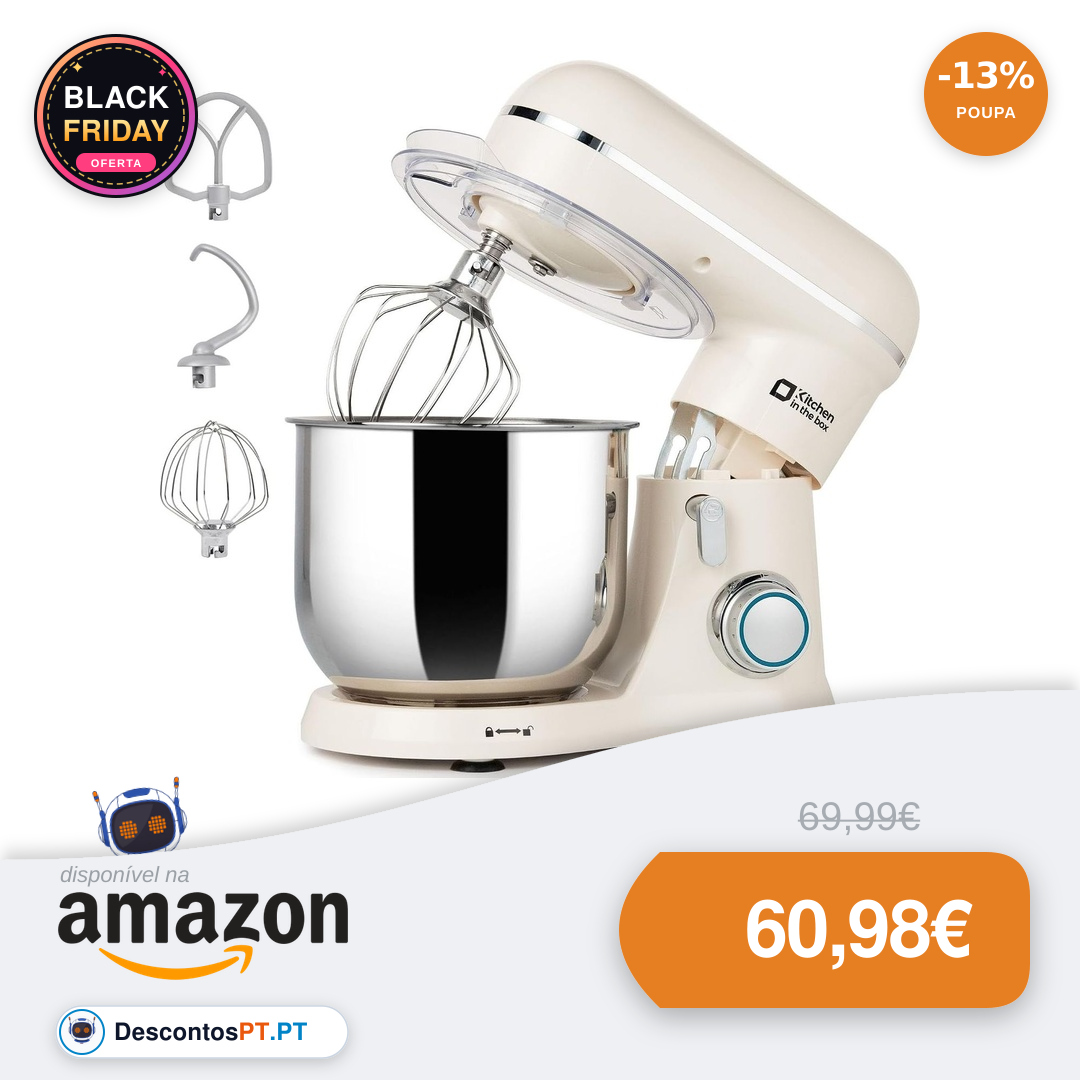 BLACK
FRIDAY
OFERTA
-13%
POUPA
Kitchen
in the box
69,99€
60,98€
disponível na
amazon
DescontosPT.PT